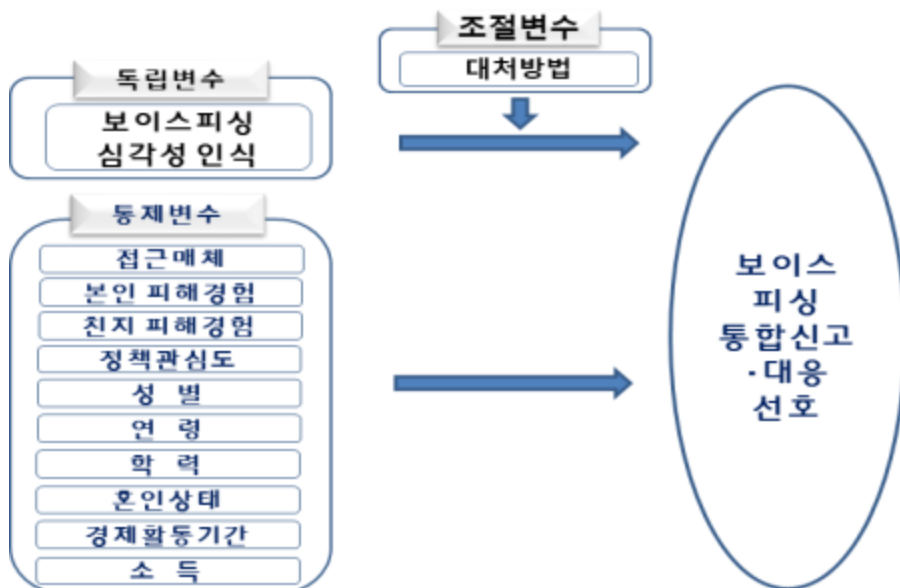 조절변수
대처방법
독립변수
보이스피싱
심각성 인식
통제변수
접근매체
본인 피해경험
친지 피해경험
정책관심도
성 별
연 령
학 력
혼인상태
경제활동기간
소 득
보이스
피싱
통합신고
·대응
선호